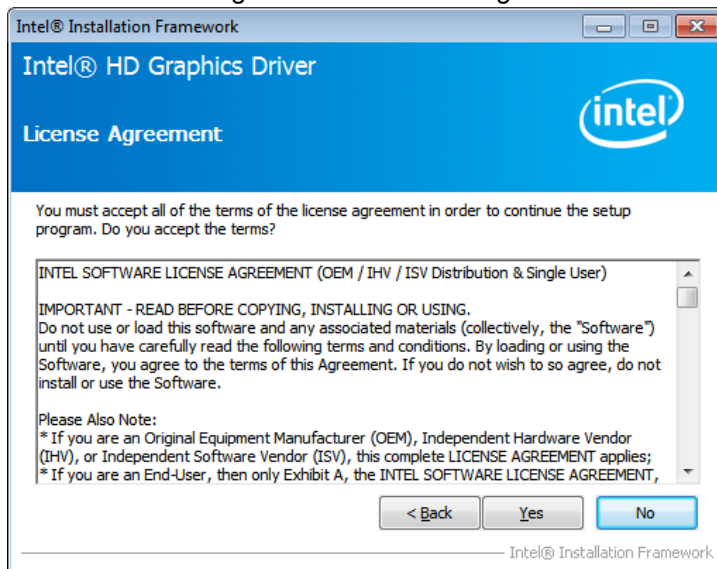 Intel® Installation Framework
Intel® HD Graphics Driver
intel
License Agreement
You must accept all of the terms of the license agreement in order to continue the setup
program. Do you accept the terms?
INTEL SOFTWARE LICENSE AGREEMENT (OEM / IHV / ISV Distribution & Single User)
IMPORTANT - READ BEFORE COPYING, INSTALLING OR USING.
Do not use or load this software and any associated materials (collectively, the "Software")
until you have carefully read the following terms and conditions. By loading or using the
Software, you agree to the terms of this Agreement. If you do not wish to so agree, do not
install or use the Software.
Please Also Note:
* If you are an Original Equipment Manufacturer (OEM), Independent Hardware Vendor
(IHV), or Independent Software Vendor (ISV), this complete LICENSE AGREEMENT applies;
* If you are an End-User, then only Exhibit A, the INTEL SOFTWARE LICENSE AGREEMENT,
< Back
Yes
No
Intel® Installation Framework